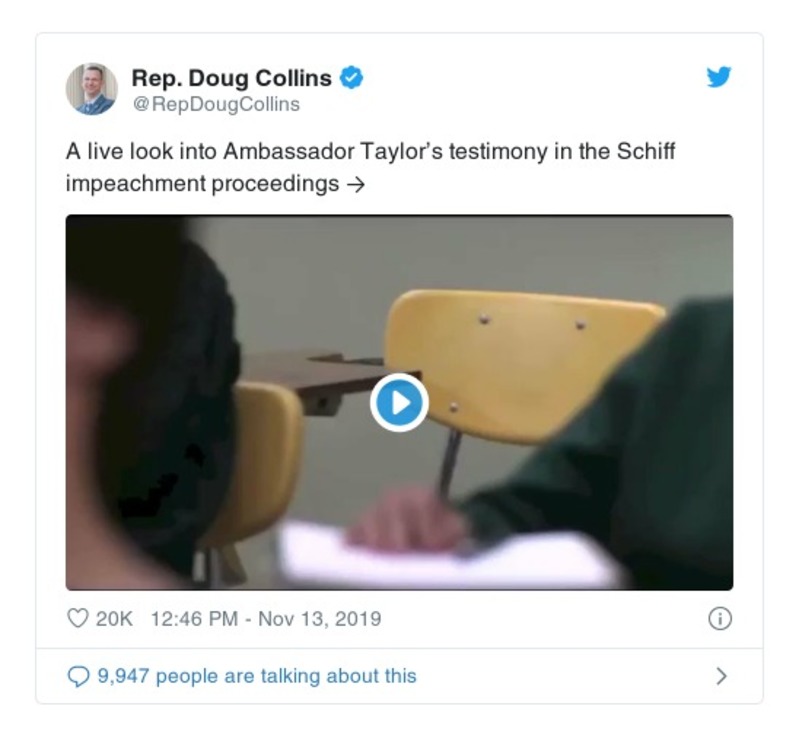 Rep. Doug Collins
@RepDougCollins
A live look into Ambassador Taylor’s testimony in the Schiff
impeachment proceedings →
20K 12:46 PM - Nov 13, 2019
9,947 people are talking about this